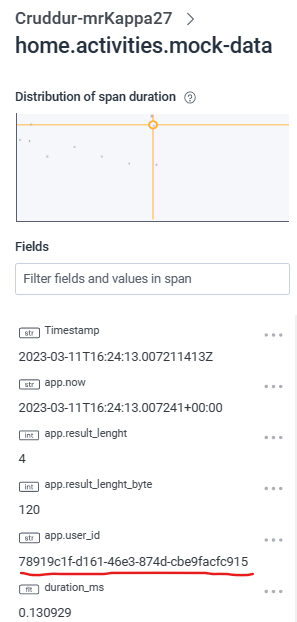 Cruddur-mrKappa27 >
home.activities.mock-data
Distribution of span duration ?
Fields
Filter fields and values in span
str Timestamp
2023-03-11T16:24:13.007211413Z
str app.now
2023-03-11T16:24:13.007241+00:00
int app.result_lenght
4
int app.result_lenght_byte
120
str app.user_id
78919c1f-d161-46e3-874d-cbe9facfc915
flt duration_ms
0.130929